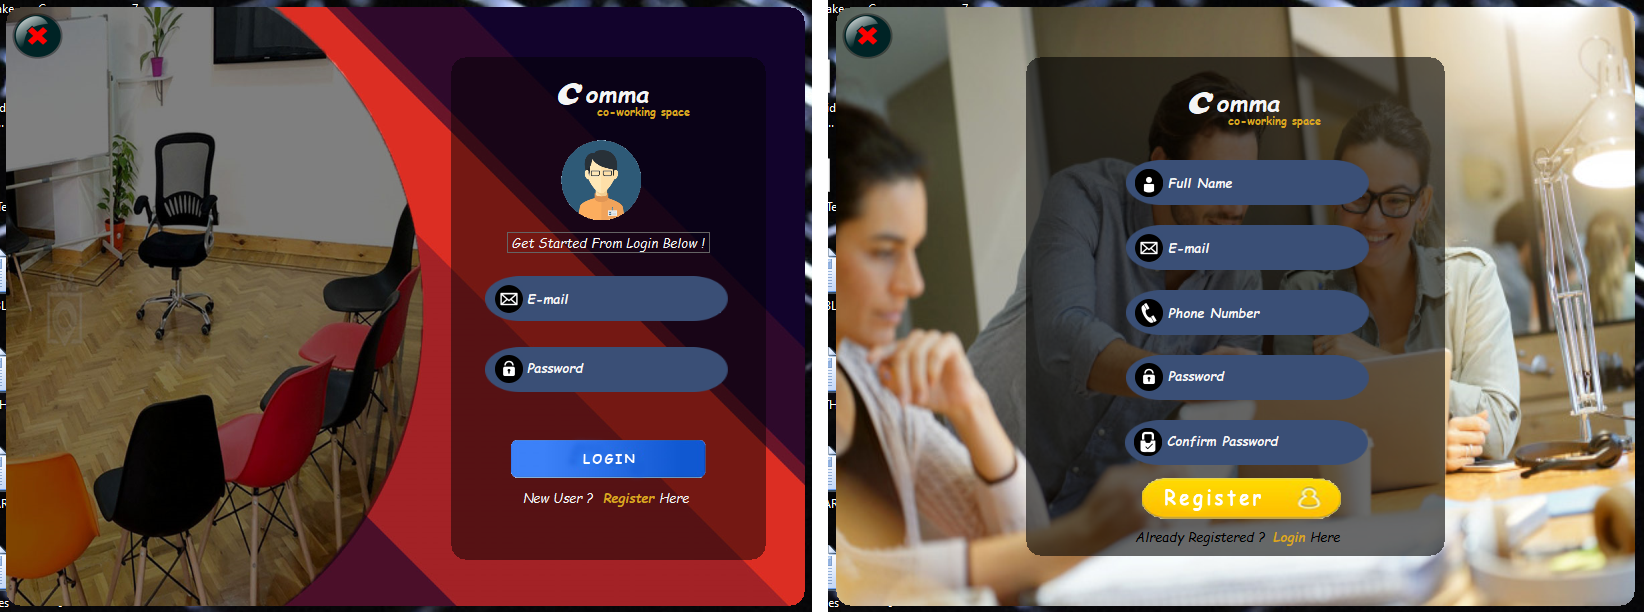 Comma
co-working space
Get Started From Login Below !
E-mail
Password
LOGIN
New User ? Register Here
Comma
co-working space
Full Name
E-mail
Phone Number
Password
Confirm Password
Register
Already Registered ? Login Here